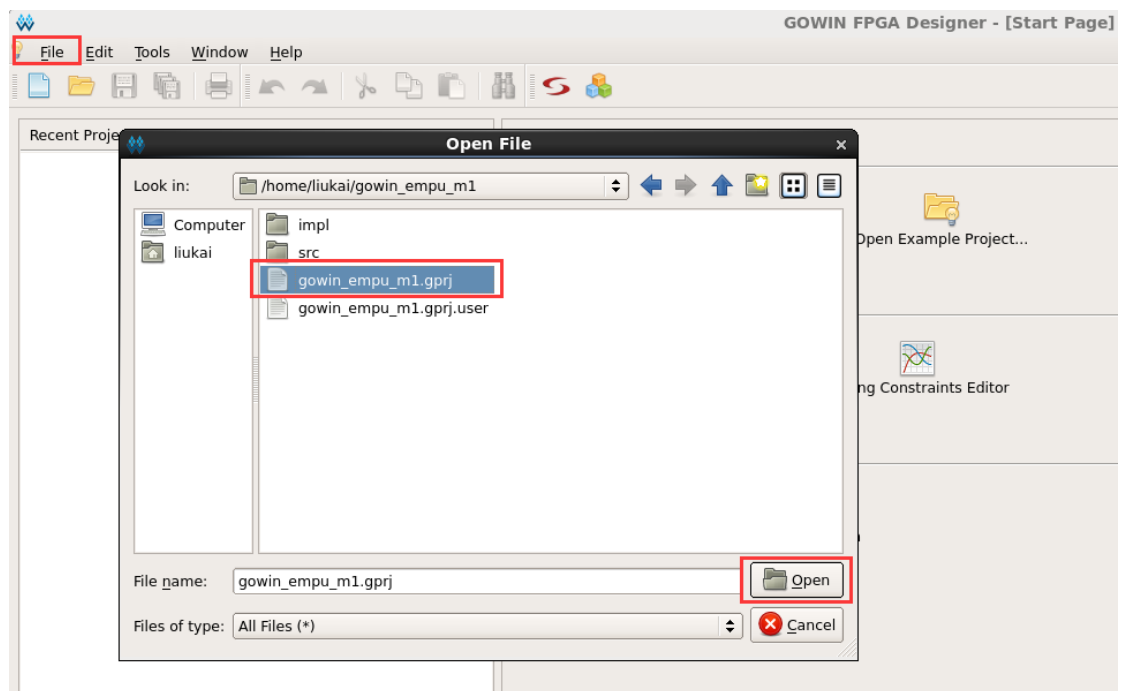 GOWIN FPGA Designer - [Start Page]
File Edit Tools Window Help
Recent Proje
Open File
Look in: /home/liukai/gowin_empu_m1
Computer
liukai
impl
src
gowin_empu_m1.gprj
gowin_empu_m1.gprj.user
Open Example Project...
ng Constraints Editor
File name: gowin_empu_m1.gprj
Open
Files of type: All Files (*)
Cancel